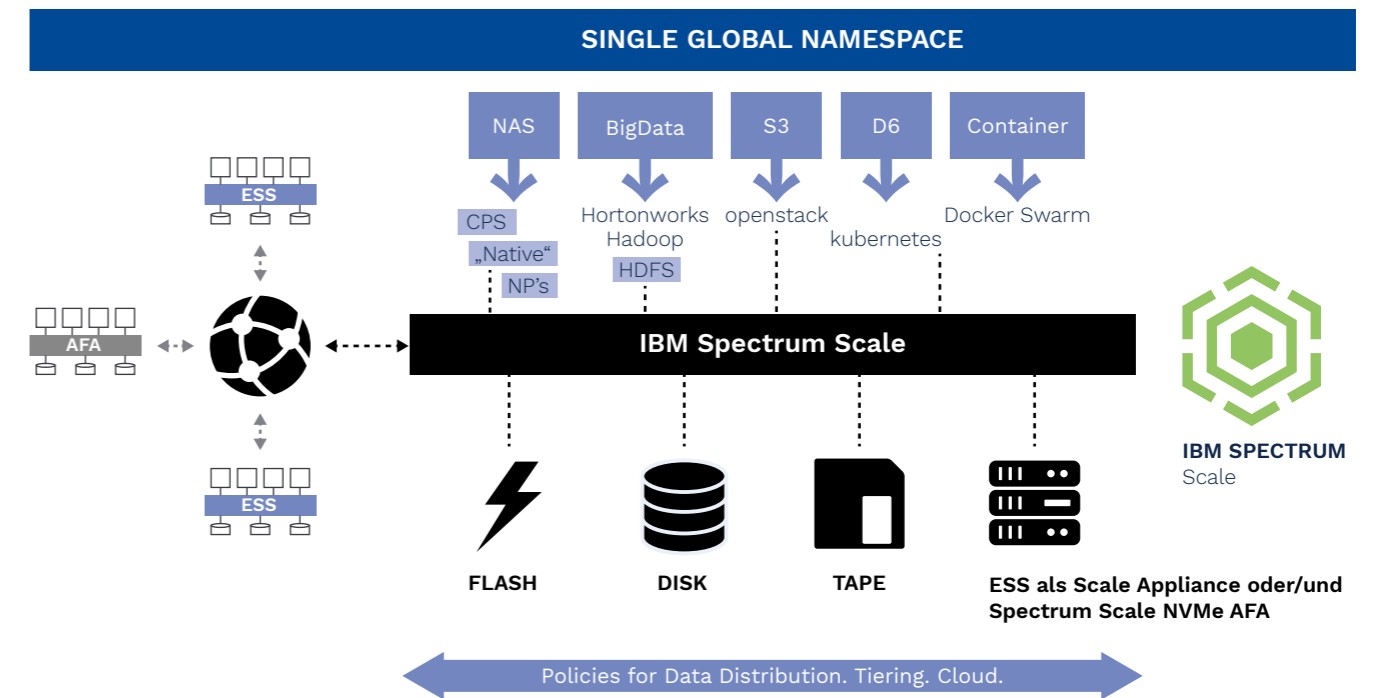 SINGLE GLOBAL NAMESPACE
NAS
BigData
S3
D6
Container
ESS
CPS
„Native“
NP’s
Hortonworks
Hadoop
HDFS
openstack
kubernetes
Docker Swarm
AFA
IBM Spectrum Scale
ESS
IBM SPECTRUM
Scale
FLASH
DISK
TAPE
ESS als Scale Appliance oder/und
Spectrum Scale NVMe AFA
Policies for Data Distribution. Tiering. Cloud.